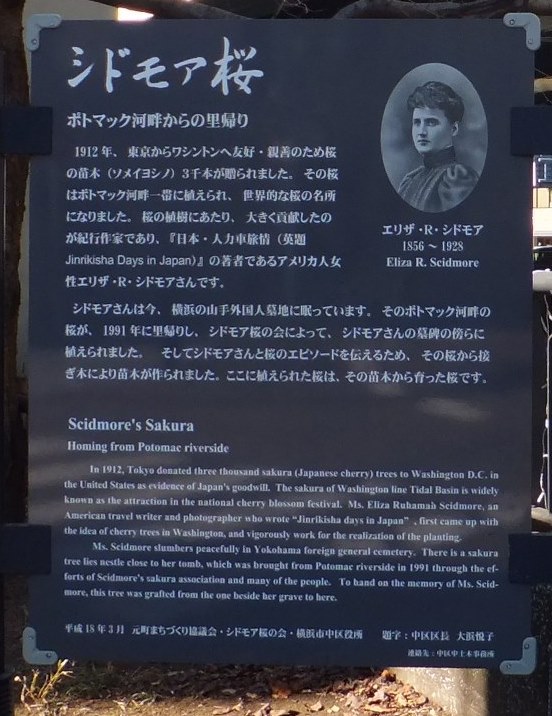 シドモア桜
ポトマック河畔からの里帰り
1912年、東京からワシントンへ友好・親善のため桜
の苗木（ソメイヨシノ）3千本が贈られました。その桜
はポトマック河畔一帯に植えられ、世界的な桜の名所
になりました。桜の植樹にあたり、大きく貢献したの
が紀行作家であり、『日本・人力車旅情（英題
Jinrikisha Days in Japan）』の著者であるアメリカ人女
性エリザ・R・シドモアさんです。
エリザ・R・シドモア
1856～1928
Eliza R. Scidmore
シドモアさんは今、横浜の山手外国人墓地に眠っています。そのポトマック河畔の
桜が、1991年に里帰りし、シドモア桜の会によって、シドモアさんの墓碑の傍らに
植えられました。　そしてシドモアさんと桜のエピソードを伝えるため、その桜から接
ぎ木により苗木が作られました。ここに植えられた桜は、その苗木から育った桜です。
Scidmore's Sakura
Homing from Potomac riverside
In 1912, Tokyo donated three thousand sakura (Japanese cherry) trees to Washington D.C. in
the United States as evidence of Japan's goodwill. The sakura of Washington line Tidal Basin is widely
known as the attraction in the national cherry blossom festival. Ms. Eliza Ruhamah Scidmore, an
American travel writer and photographer who wrote "Jinrikisha days in Japan" , first came up with
the idea of cherry trees in Washington, and vigorously work for the realization of the planting.
Ms. Scidmore slumbers peacefully in Yokohama foreign general cemetery. There is a sakura
tree lies nestle close to her tomb, which was brought from Potomac riverside in 1991 through the ef-
forts of Scidmore's sakura association and many of the people. To hand on the memory of Ms. Scid-
more, this tree was grafted from the one beside her grave to here.
平成18年3月 元町まちづくり協議会・シドモア桜の会・横浜市中区役所 題字：中区区長 大浜悦子
連絡先：中区中土木事務所